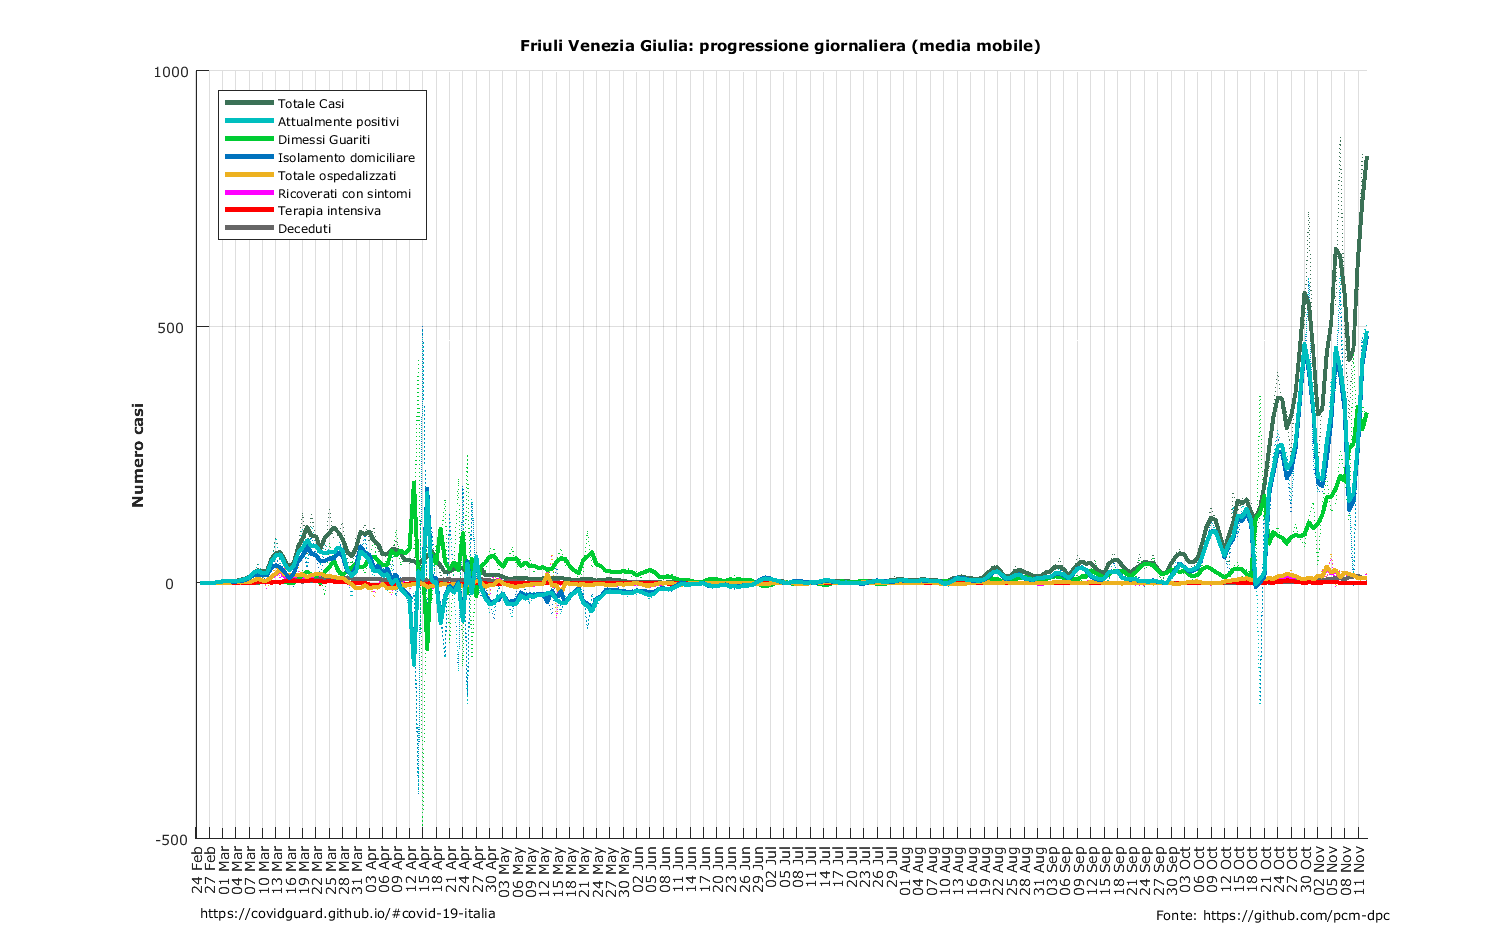 Friuli Venezia Giulia: progressione giornaliera (media mobile)
1000
500
0
-500
Numero casi
Totale Casi
Attualmente positivi
Dimessi Guariti
Isolamento domiciliare
Totale ospedalizzati
Ricoverati con sintomi
Terapia intensiva
Deceduti
24 Feb
27 Feb
01 Mar
04 Mar
07 Mar
10 Mar
13 Mar
16 Mar
19 Mar
22 Mar
25 Mar
28 Mar
31 Mar
03 Apr
06 Apr
09 Apr
12 Apr
15 Apr
18 Apr
21 Apr
24 Apr
27 Apr
30 Apr
03 May
06 May
09 May
12 May
15 May
18 May
21 May
24 May
27 May
30 May
02 Jun
05 Jun
08 Jun
11 Jun
14 Jun
17 Jun
20 Jun
23 Jun
26 Jun
29 Jun
02 Jul
05 Jul
08 Jul
11 Jul
14 Jul
17 Jul
20 Jul
23 Jul
26 Jul
29 Jul
01 Aug
04 Aug
07 Aug
10 Aug
13 Aug
16 Aug
19 Aug
22 Aug
25 Aug
28 Aug
31 Aug
03 Sep
06 Sep
09 Sep
12 Sep
15 Sep
18 Sep
21 Sep
24 Sep
27 Sep
30 Sep
03 Oct
06 Oct
09 Oct
12 Oct
15 Oct
18 Oct
21 Oct
24 Oct
27 Oct
30 Oct
02 Nov
05 Nov
08 Nov
11 Nov
https://covidguard.github.io/#covid-19-italia
Fonte: https://github.com/pcm-dpc